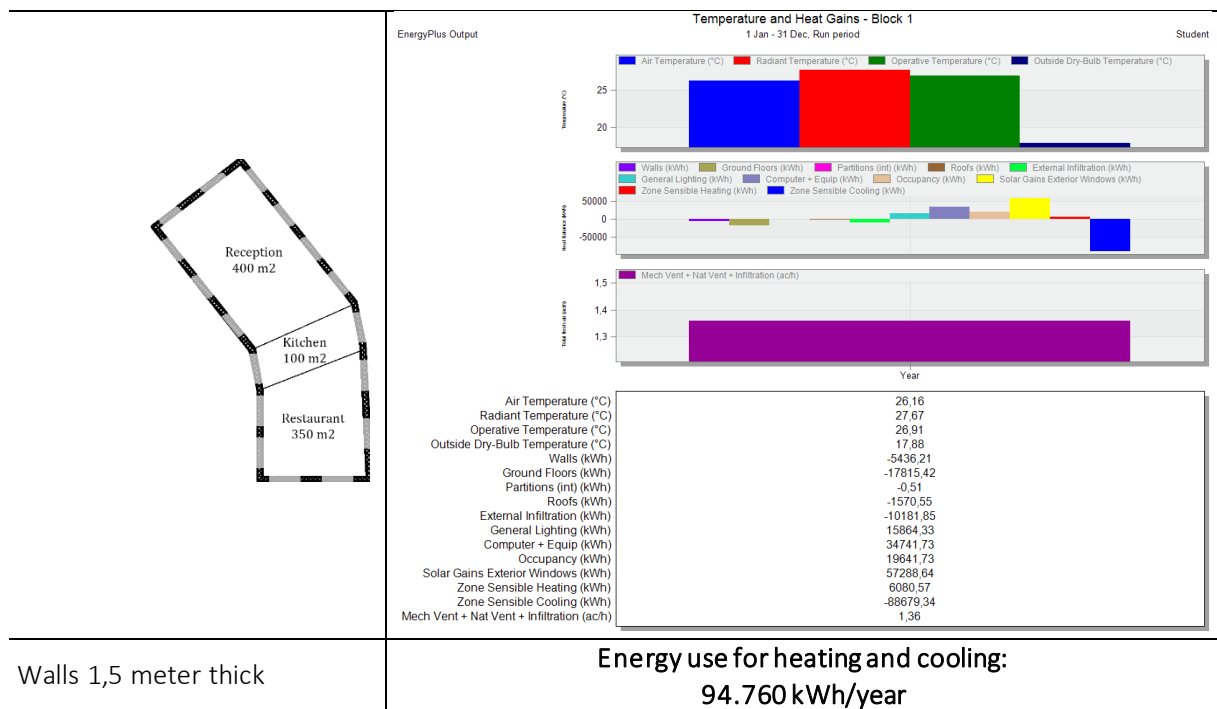 Reception
400 m2
Kitchen
100 m2
Restaurant
350 m2
Temperature and Heat Gains - Block 1
EnergyPlus Output 1 Jan - 31 Dec, Run period Student
Air Temperature (°C) Radiant Temperature (°C) Operative Temperature (°C) Outside Dry-Bulb Temperature (°C)
Temperature (°C)
25
20
Walls (kWh) Ground Floors (kWh) Partitions (int) (kWh) Roofs (kWh) External Infiltration (kWh)
General Lighting (kWh) Computer + Equip (kWh) Occupancy (kWh) Solar Gains Exterior Windows (kWh)
Zone Sensible Heating (kWh) Zone Sensible Cooling (kWh)
Heat Balance (kWh)
50000
0
-50000
Mech Vent + Nat Vent + Infiltration (ac/h)
Total fresh air (ac/h)
1,5
1,4
1,3
Year
Air Temperature (°C) 26,16
Radiant Temperature (°C) 27,67
Operative Temperature (°C) 26,91
Outside Dry-Bulb Temperature (°C) 17,88
Walls (kWh) -5436,21
Ground Floors (kWh) -17815,42
Partitions (int) (kWh) -0,51
Roofs (kWh) -1570,55
External Infiltration (kWh) -10181,85
General Lighting (kWh) 15864,33
Computer + Equip (kWh) 34741,73
Occupancy (kWh) 19641,73
Solar Gains Exterior Windows (kWh) 57288,64
Zone Sensible Heating (kWh) 6080,57
Zone Sensible Cooling (kWh) -88679,34
Mech Vent + Nat Vent + Infiltration (ac/h) 1,36
Walls 1,5 meter thick
Energy use for heating and cooling:
94.760 kWh/year